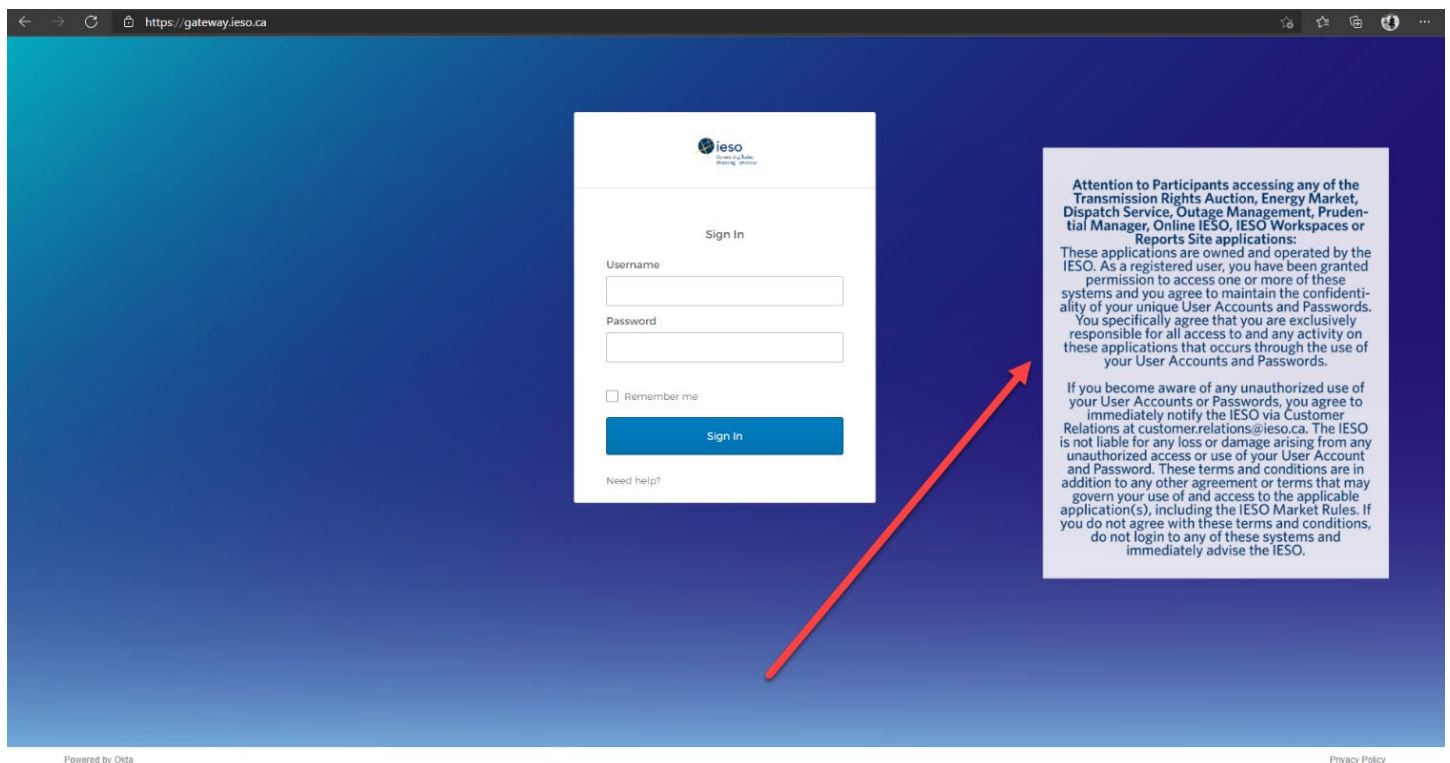 https://gateway.ieso.ca
ieso
Sign In
Username
Password
Remember me
Sign In
Need help?
Attention to Participants accessing any of the
Transmission Rights Auction, Energy Market,
Dispatch Service, Outage Management, Pruden-
tial Manager, Online IESO, IESO Workspaces or
Reports Site applications:
These applications are owned and operated by the
IESO. As a registered user, you have been granted
permission to access one or more of these
systems and you agree to maintain the confidenti-
ality of your unique User Accounts and Passwords.
You specifically agree that you are exclusively
responsible for all access to and any activity on
these applications that occurs through the use of
your User Accounts and Passwords.
If you become aware of any unauthorized use of
your User Accounts or Passwords, you agree to
immediately notify the IESO via Customer
Relations at customer.relations@ieso.ca. The IESO
is not liable for any loss or damage arising from any
unauthorized access or use of your User Account
and Password. These terms and conditions are in
addition to any other agreement or terms that may
govern your use of and access to the applicable
application(s), including the IESO Market Rules. If
you do not agree with these terms and conditions,
do not login to any of these systems and
immediately advise the IESO.
Powered by Okta
Privacy Policy